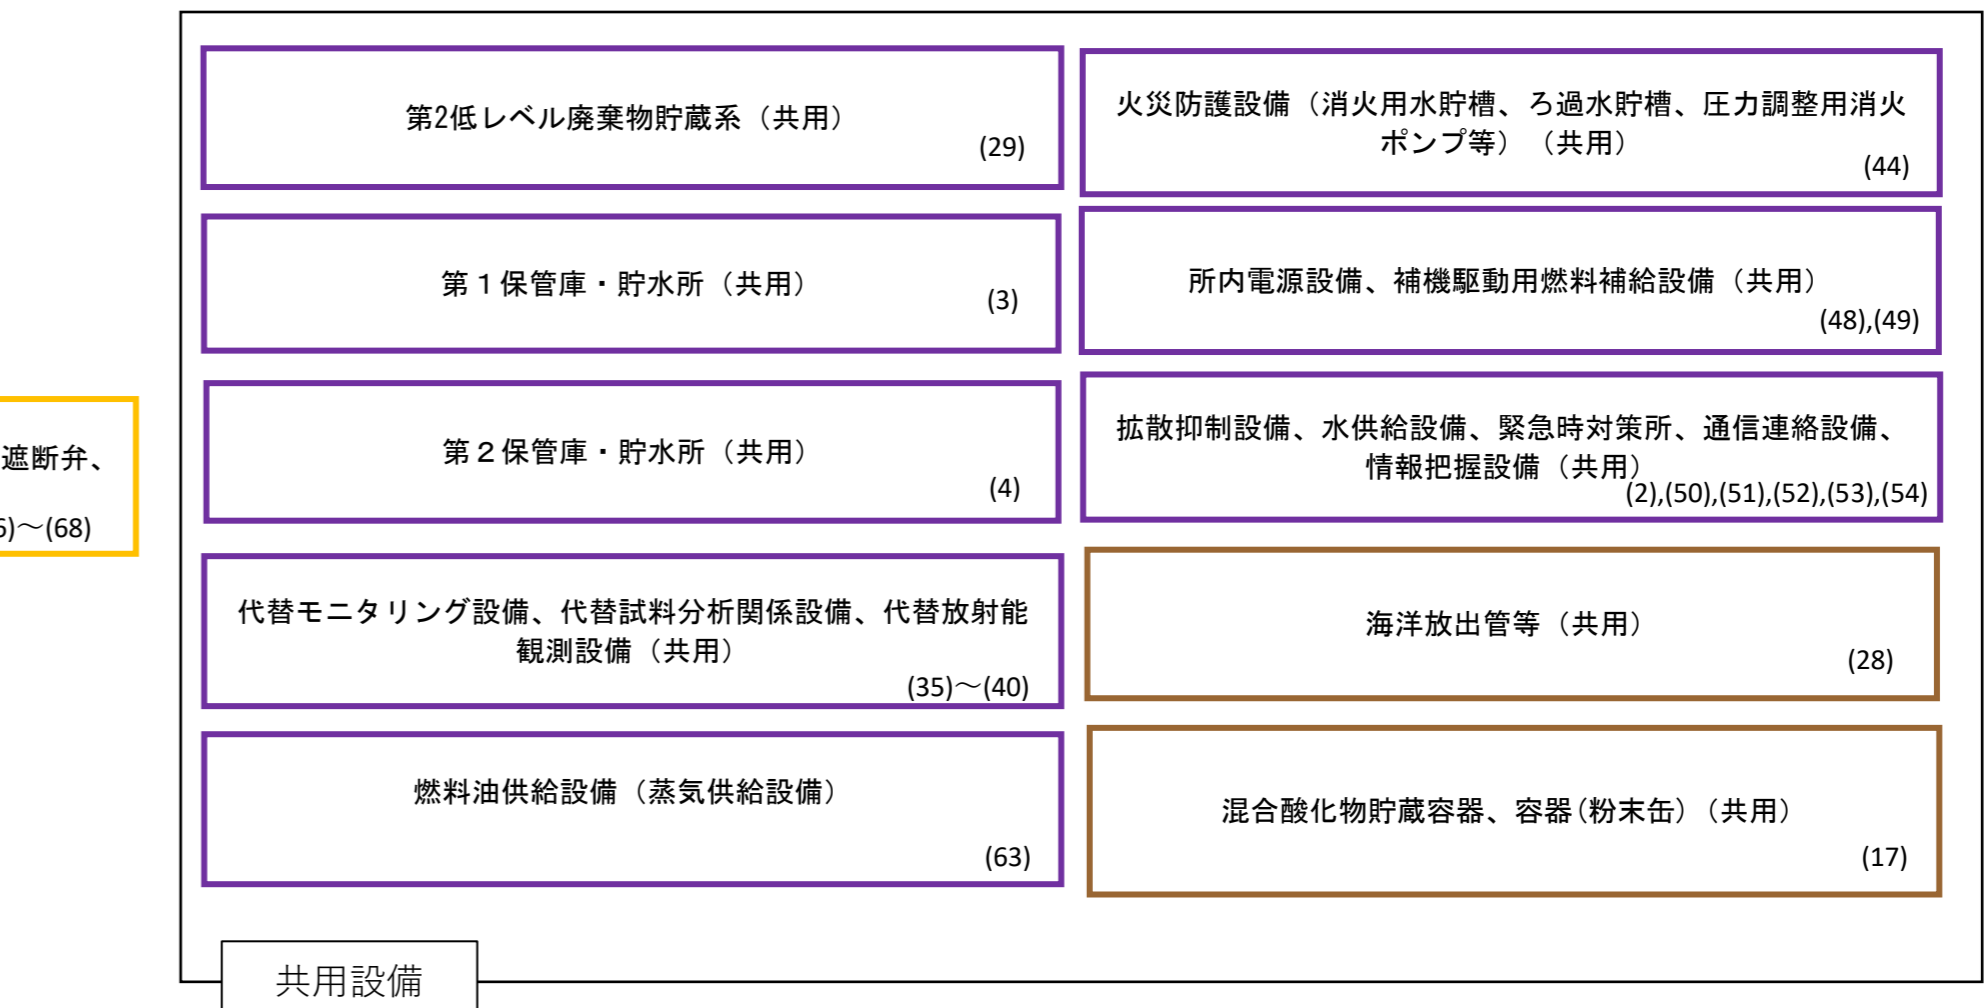 第2低レベル廃棄物貯蔵系（共用）
(29)
第１保管庫・貯水所（共用）
(3)
第２保管庫・貯水所（共用）
(4)
代替モニタリング設備、代替試料分析関係設備、代替放射能
観測設備（共用）
(35)～(40)
燃料油供給設備（蒸気供給設備）
(63)
火災防護設備（消火用水貯槽、ろ過水貯槽、圧力調整用消火
ポンプ等）（共用）
(44)
所内電源設備、補機駆動用燃料補給設備（共用）
(48),(49)
拡散抑制設備、水供給設備、緊急時対策所、通信連絡設備、
情報把握設備（共用）
(2),(50),(51),(52),(53),(54)
海洋放出管等（共用）
(28)
混合酸化物貯蔵容器、容器(粉末缶)（共用）
(17)
遮断弁、
)～(68)
共用設備